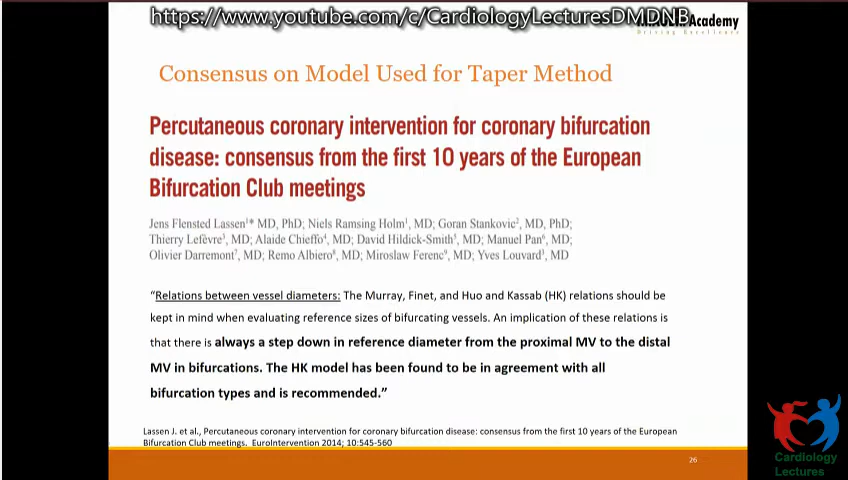 https://www.youtube.com/c/CardiologyLecturesDMDNB
Academy
Driving Excellence
Consensus on Model Used for Taper Method
Percutaneous coronary intervention for coronary bifurcation
disease: consensus from the first 10 years of the European
Bifurcation Club meetings
Jens Flensted Lassen1* MD, PhD; Niels Ramsing Holm1, MD; Goran Stankovic2, MD, PhD;
Thierry Lefèvre3, MD; Alaide Chieffo4, MD; David Hildick-Smith5, MD; Manuel Pan6, MD;
Olivier Darremont7, MD; Remo Albiero8, MD; Miroslaw Ferenc9, MD; Yves Louvard3, MD
“Relations between vessel diameters: The Murray, Finet, and Huo and Kassab (HK) relations should be
kept in mind when evaluating reference sizes of bifurcating vessels. An implication of these relations is
that there is always a step down in reference diameter from the proximal MV to the distal
MV in bifurcations. The HK model has been found to be in agreement with all
bifurcation types and is recommended.”
Lassen J. et al., Percutaneous coronary intervention for coronary bifurcation disease: consensus from the first 10 years of the European
Bifurcation Club meetings. EuroIntervention 2014; 10:545-560
26
Cardiology
Lectures